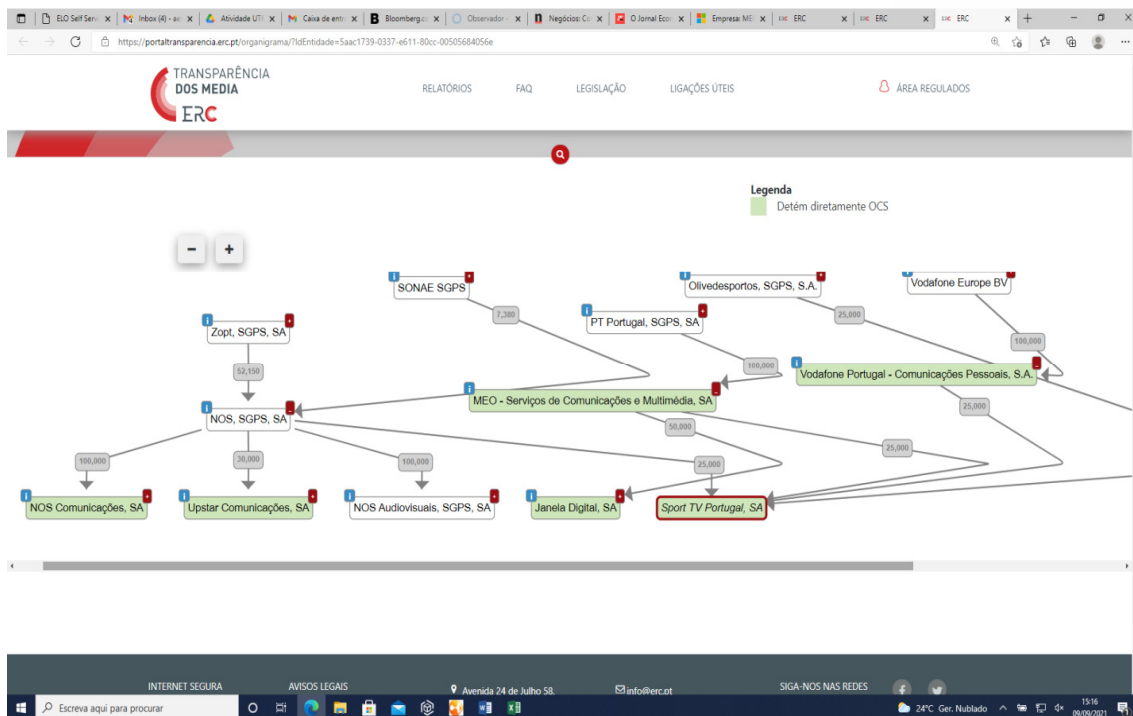 ELO Self Serv
Inbox (4) - an
Atividade UTI
Caixa de entr
Bloomberg.co
Observador
Negócios: Co
O Jornal Econ
Empresa: ME
ERC
ERC
ERC
https://portaltransparencia.erc.pt/organigrama/?IdEntidade=5aac1739-0337-e611-80cc-00505684056e
TRANSPARÊNCIA
DOS MEDIA
ERC
RELATÓRIOS
FAQ
LEGISLAÇÃO
LIGAÇÕES ÚTEIS
ÁREA REGULADOS
Legenda
Detém diretamente OCS
SONAE SGPS
Olivedesportos, SGPS, S.A.
Vodafone Europe BV
7,380
25,000
Zopt, SGPS, SA
PT Portugal, SGPS, SA
100,000
52,150
100,000
Vodafone Portugal - Comunicações Pessoais, S.A.
MEO - Serviços de Comunicações e Multimédia, SA
25,000
NOS, SGPS, SA
50,000
25,000
100,000
30,000
100,000
25,000
NOS Comunicações, SA
Upstar Comunicações, SA
NOS Audiovisuais, SGPS, SA
Janela Digital, SA
Sport TV Portugal, SA
INTERNET SEGURA
AVISOS LEGAIS
Avenida 24 de Julho 58,
info@erc.pt
SIGA-NOS NAS REDES
Escreva aqui para procurar
24°C Ger. Nublado
15:16
09/09/2021